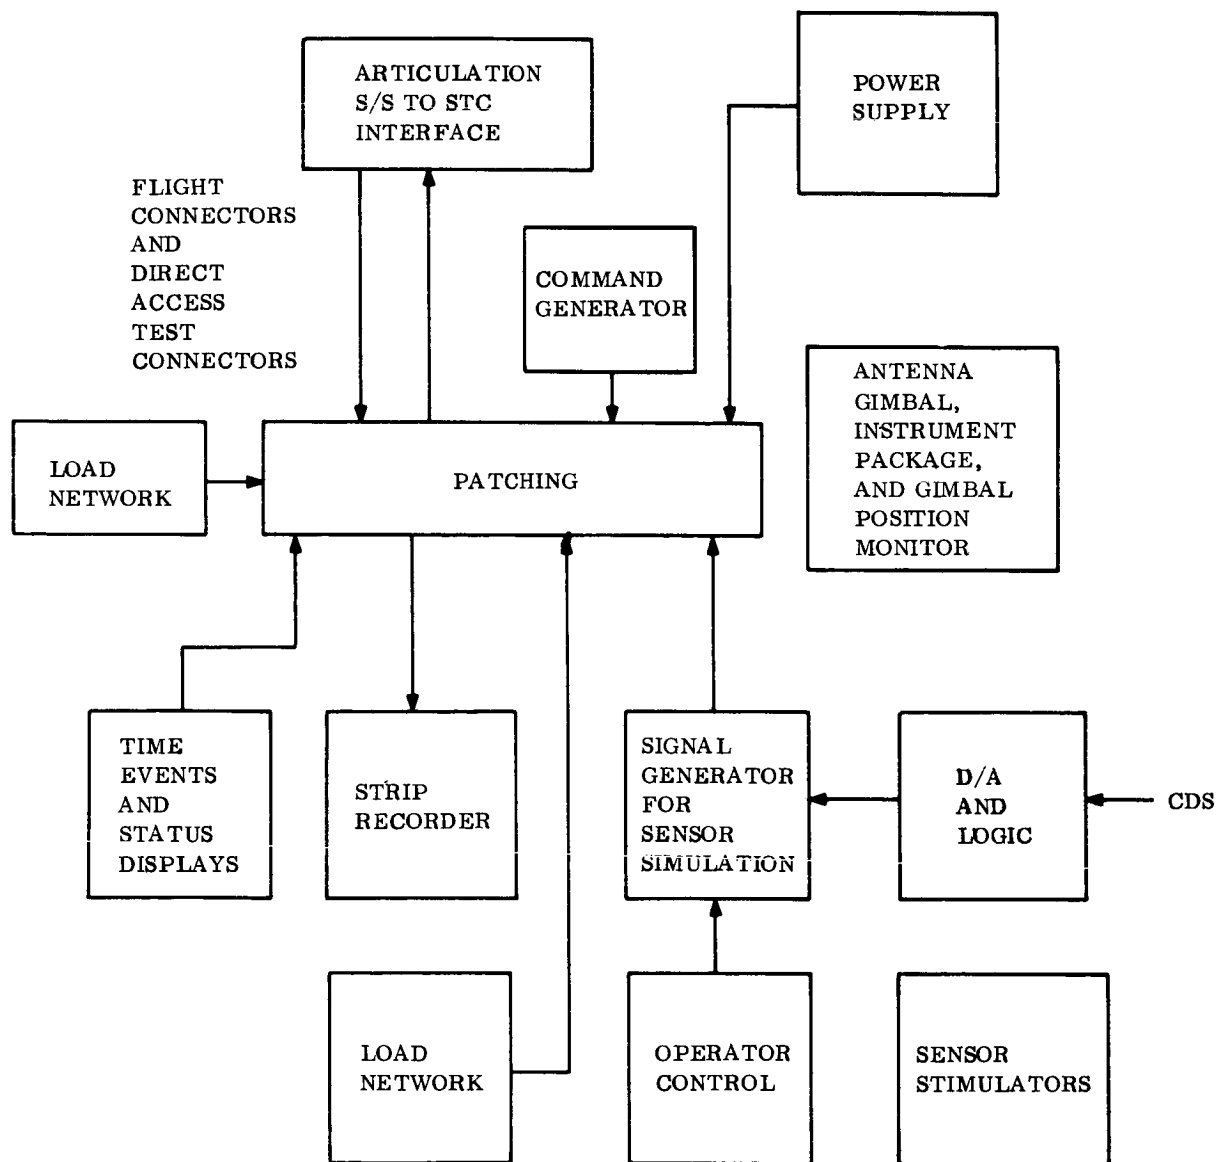 ARTICULATION
S/S TO STC
INTERFACE
POWER
SUPPLY
FLIGHT
CONNECTORS
AND
DIRECT
ACCESS
TEST
CONNECTORS
COMMAND
GENERATOR
ANTENNA
GIMBAL,
INSTRUMENT
PACKAGE,
AND GIMBAL
POSITION
MONITOR
LOAD
NETWORK
PATCHING
TIME
EVENTS
AND
STATUS
DISPLAYS
STRIP
RECORDER
SIGNAL
GENERATOR
FOR
SENSOR
SIMULATION
D/A
AND
LOGIC
CDS
LOAD
NETWORK
OPERATOR
CONTROL
SENSOR
STIMULATORS